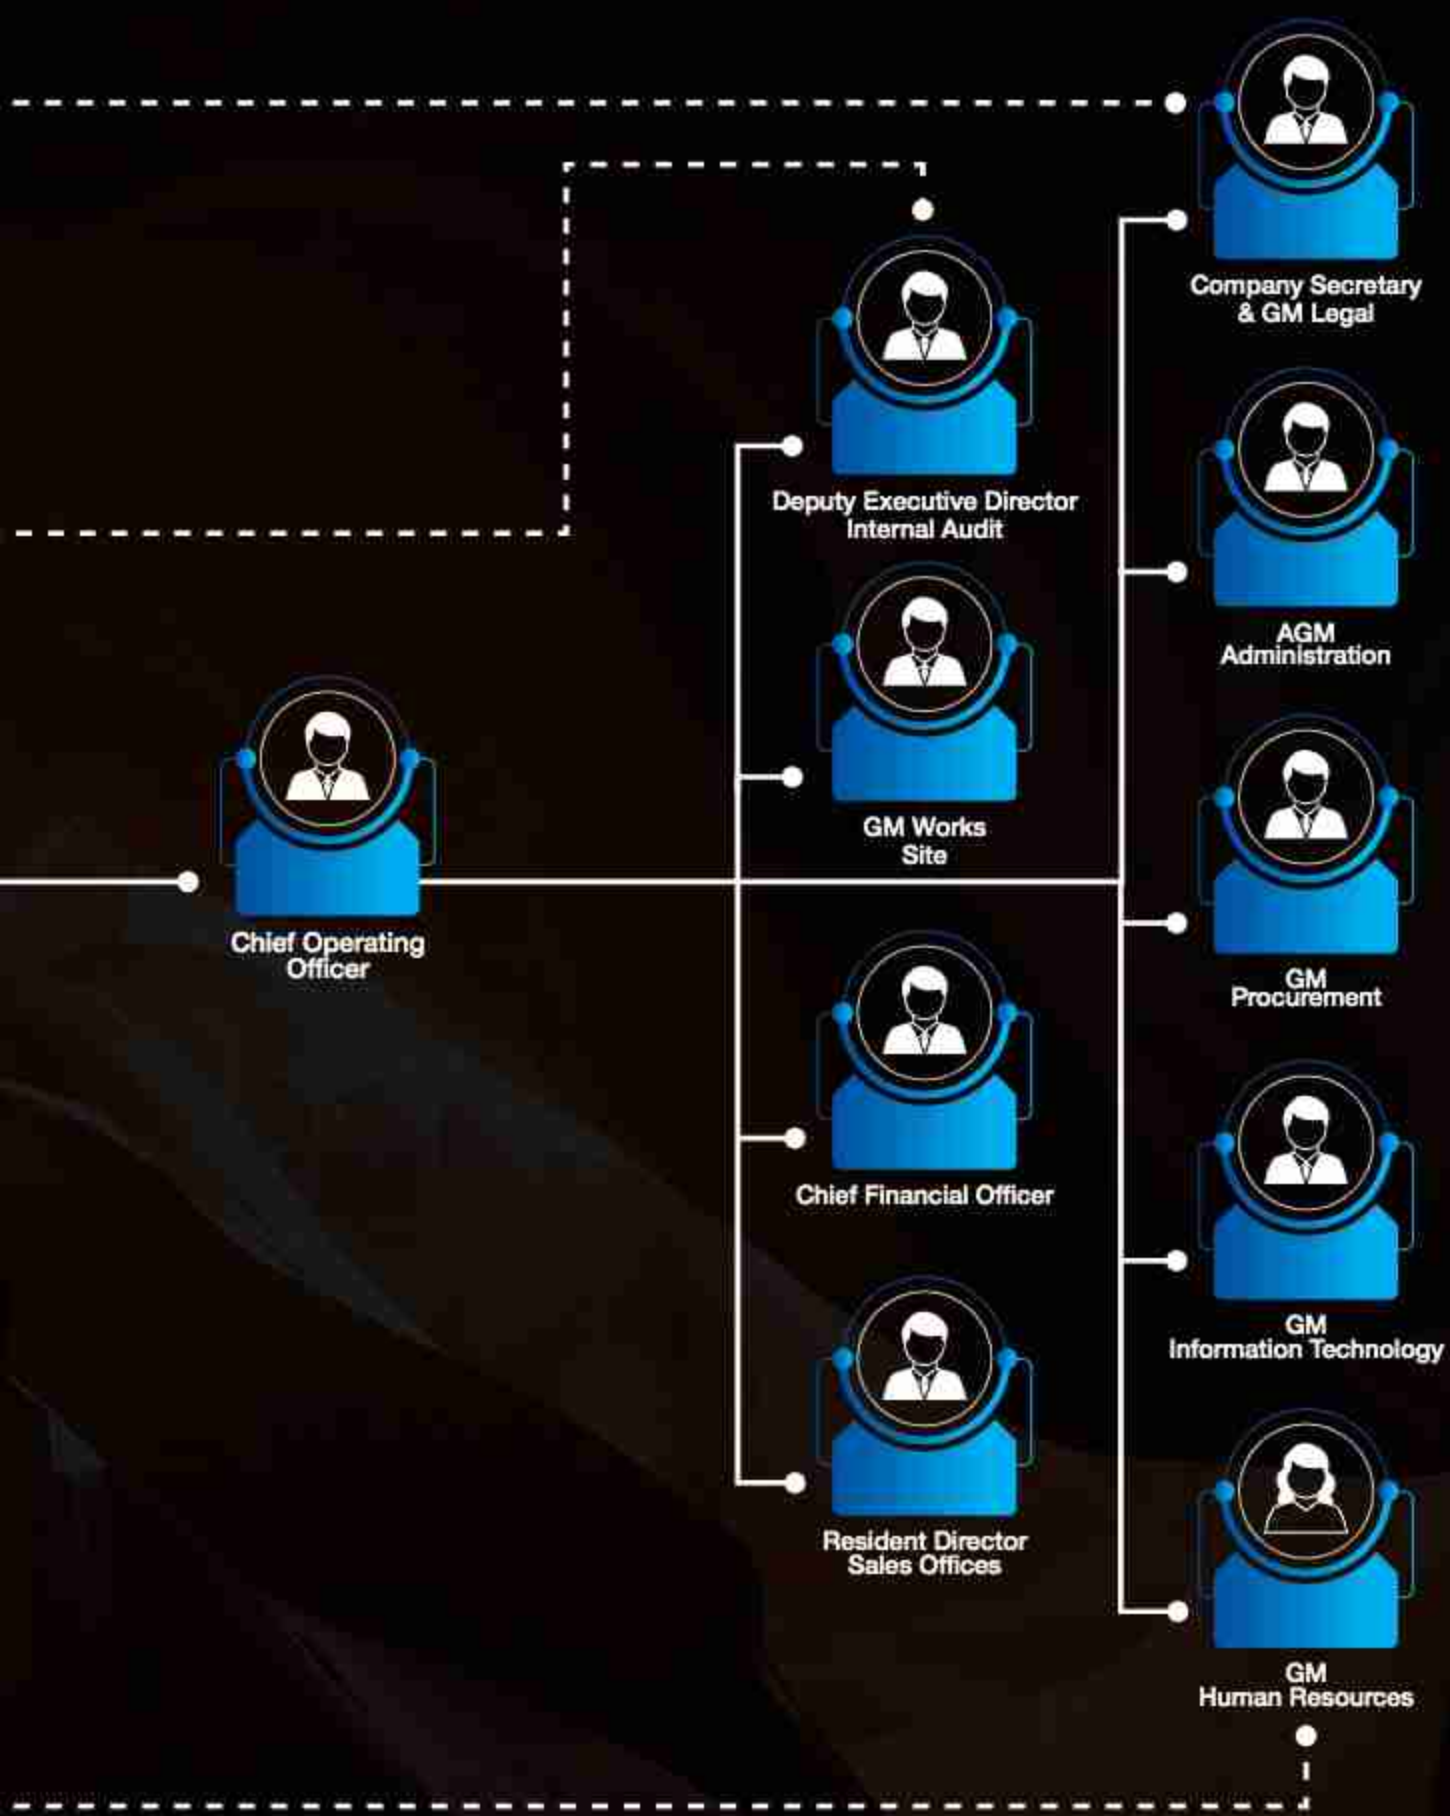 Company Secretary
& GM Legal
Deputy Executive Director
Internal Audit
AGM
Administration
GM Works
Site
Chief Operating
Officer
GM
Procurement
Chief Financial Officer
GM
Information Technology
Resident Director
Sales Offices
GM
Human Resources